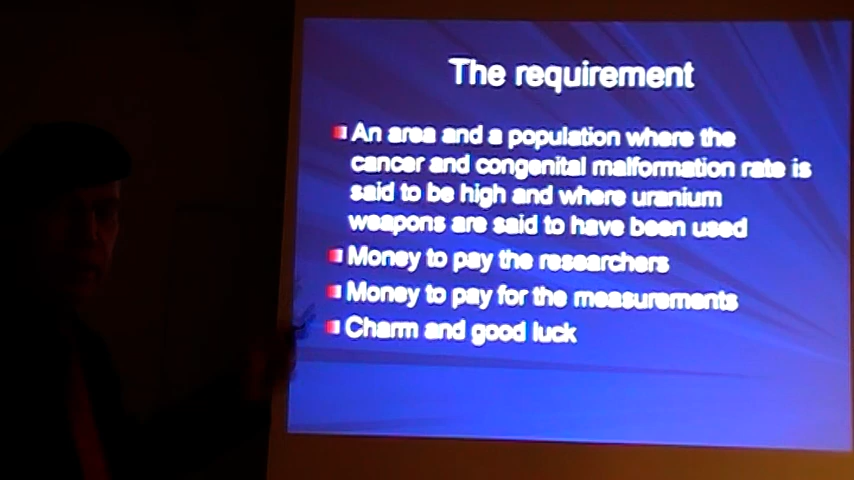 The requirement
An area and a population where the
cancer and congenital malformation rate is
said to be high and where uranium
weapons are said to have been used
Money to pay the researchers
Money to pay for the measurements
Charm and good luck